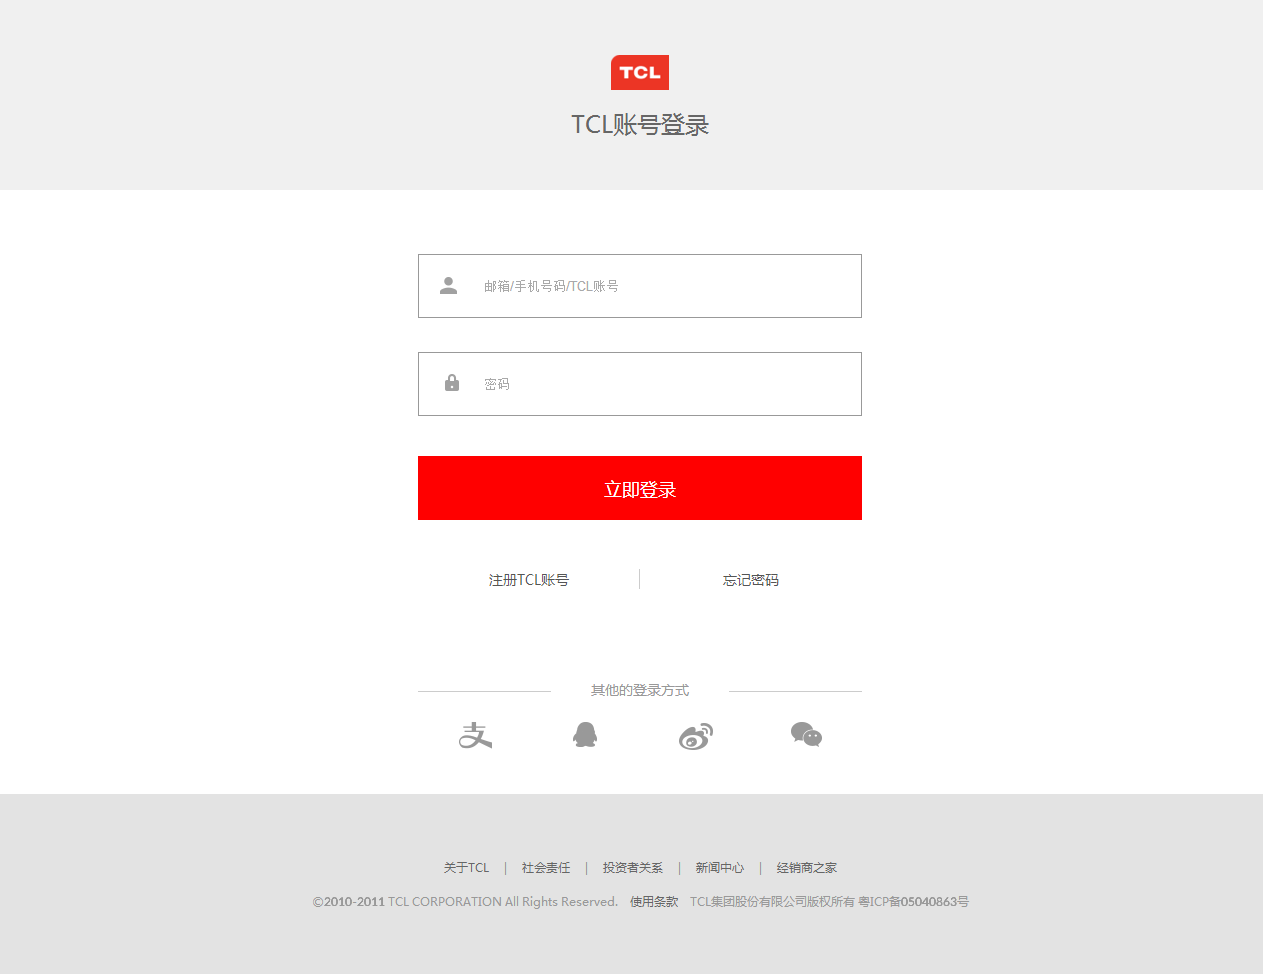 TCL
TCL账号登录
邮箱/手机号码/TCL账号
密码
立即登录
注册TCL账号
忘记密码
其他的登录方式
关于TCL | 社会责任 | 投资者关系 | 新闻中心 | 经销商之家
©2010-2011 TCL CORPORATION All Rights Reserved. 使用条款 TCL集团股份有限公司版权所有 粤ICP备05040863号